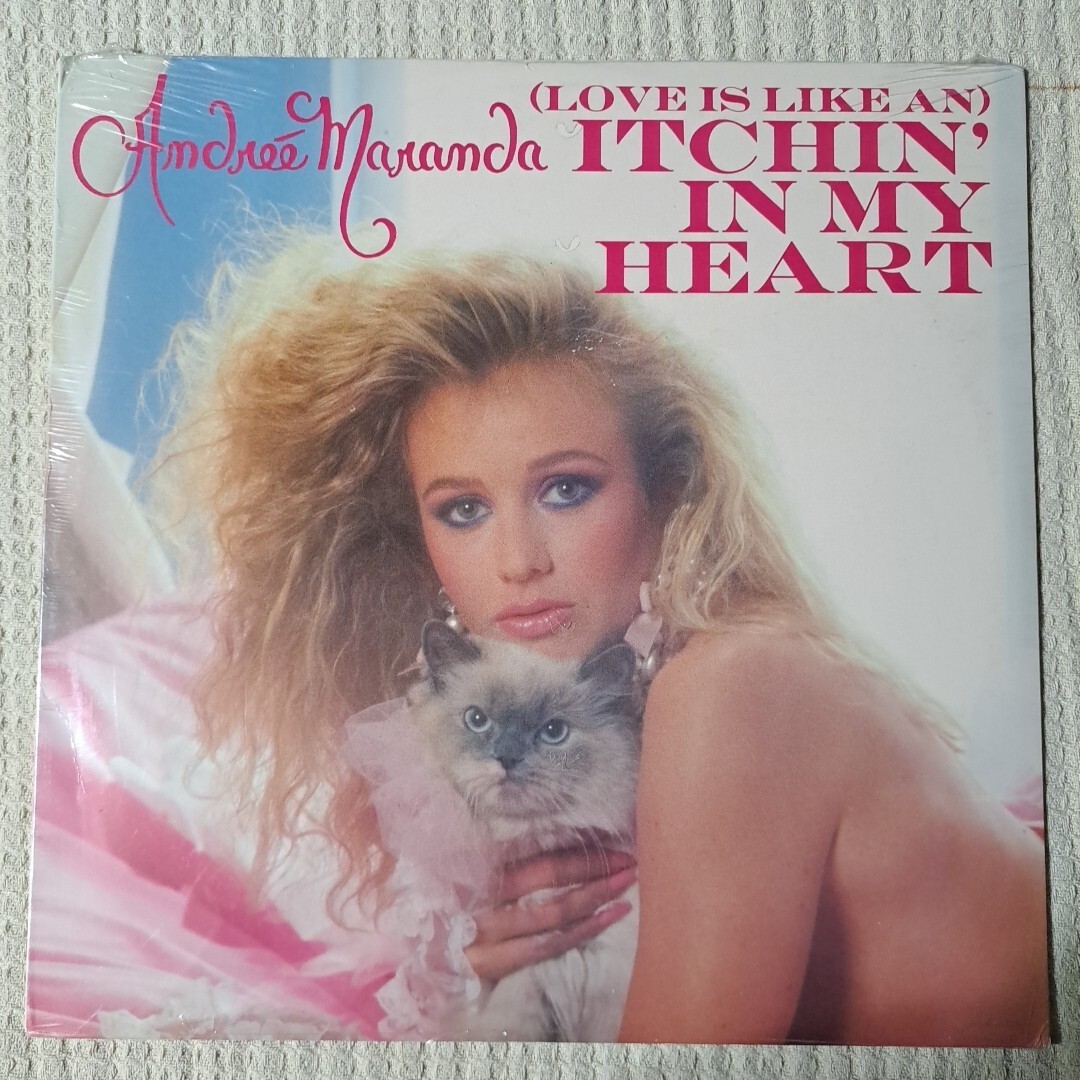 Andreé Maranda
(LOVE IS LIKE AN)
ITCHIN'
IN MY
HEART